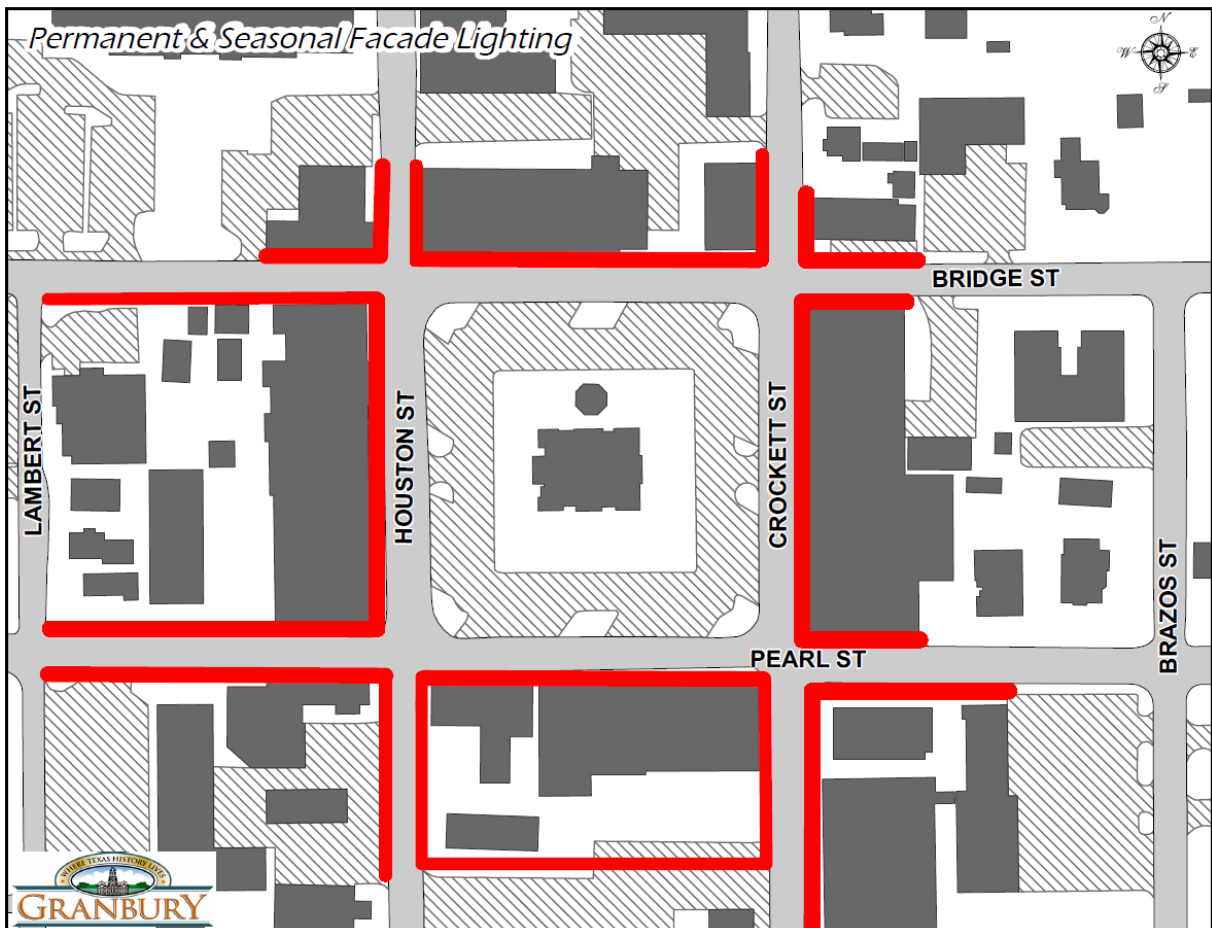 Permanent & Seasonal Facade Lighting
N
W
E
S
BRIDGE ST
LAMBERT ST
HOUSTON ST
CROCKETT ST
BRAZOS ST
PEARL ST
WHERE TEXAS HISTORY LIVES
GRANBURY